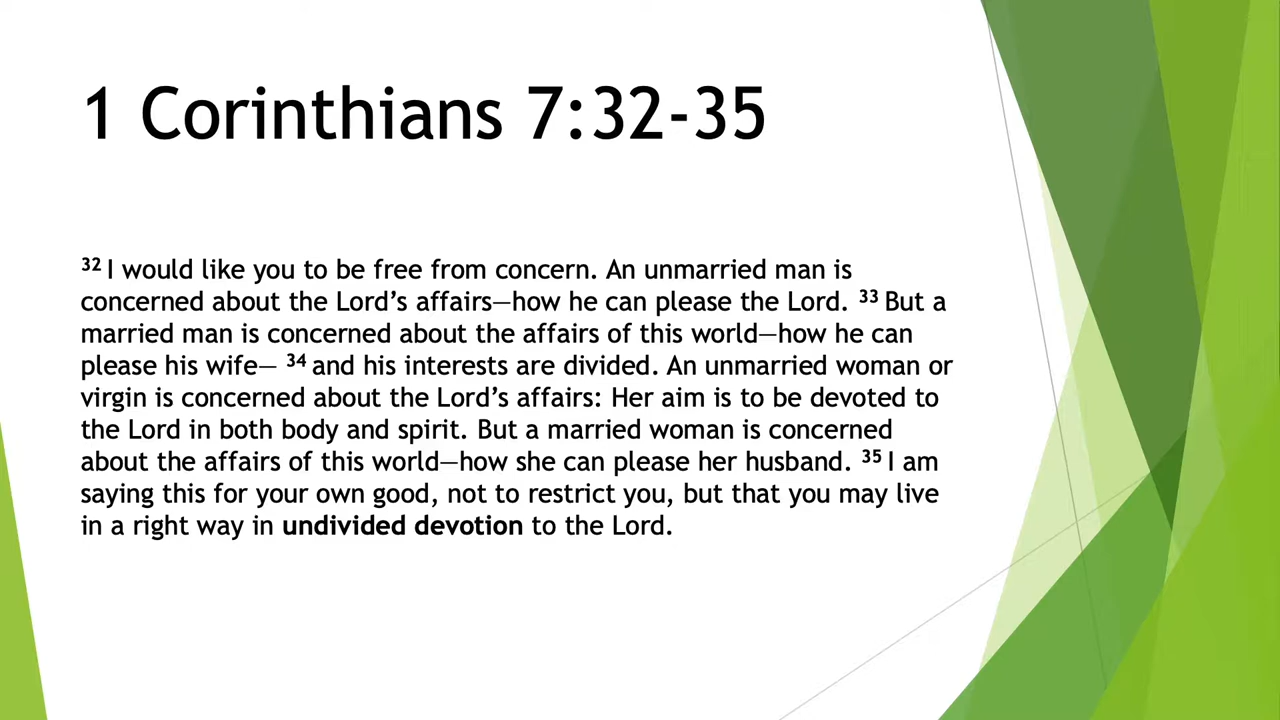 1 Corinthians 7:32-35
32 I would like you to be free from concern. An unmarried man is
concerned about the Lord’s affairs—how he can please the Lord. 33 But a
married man is concerned about the affairs of this world—how he can
please his wife— 34 and his interests are divided. An unmarried woman or
virgin is concerned about the Lord’s affairs: Her aim is to be devoted to
the Lord in both body and spirit. But a married woman is concerned
about the affairs of this world—how she can please her husband. 35 I am
saying this for your own good, not to restrict you, but that you may live
in a right way in undivided devotion to the Lord.